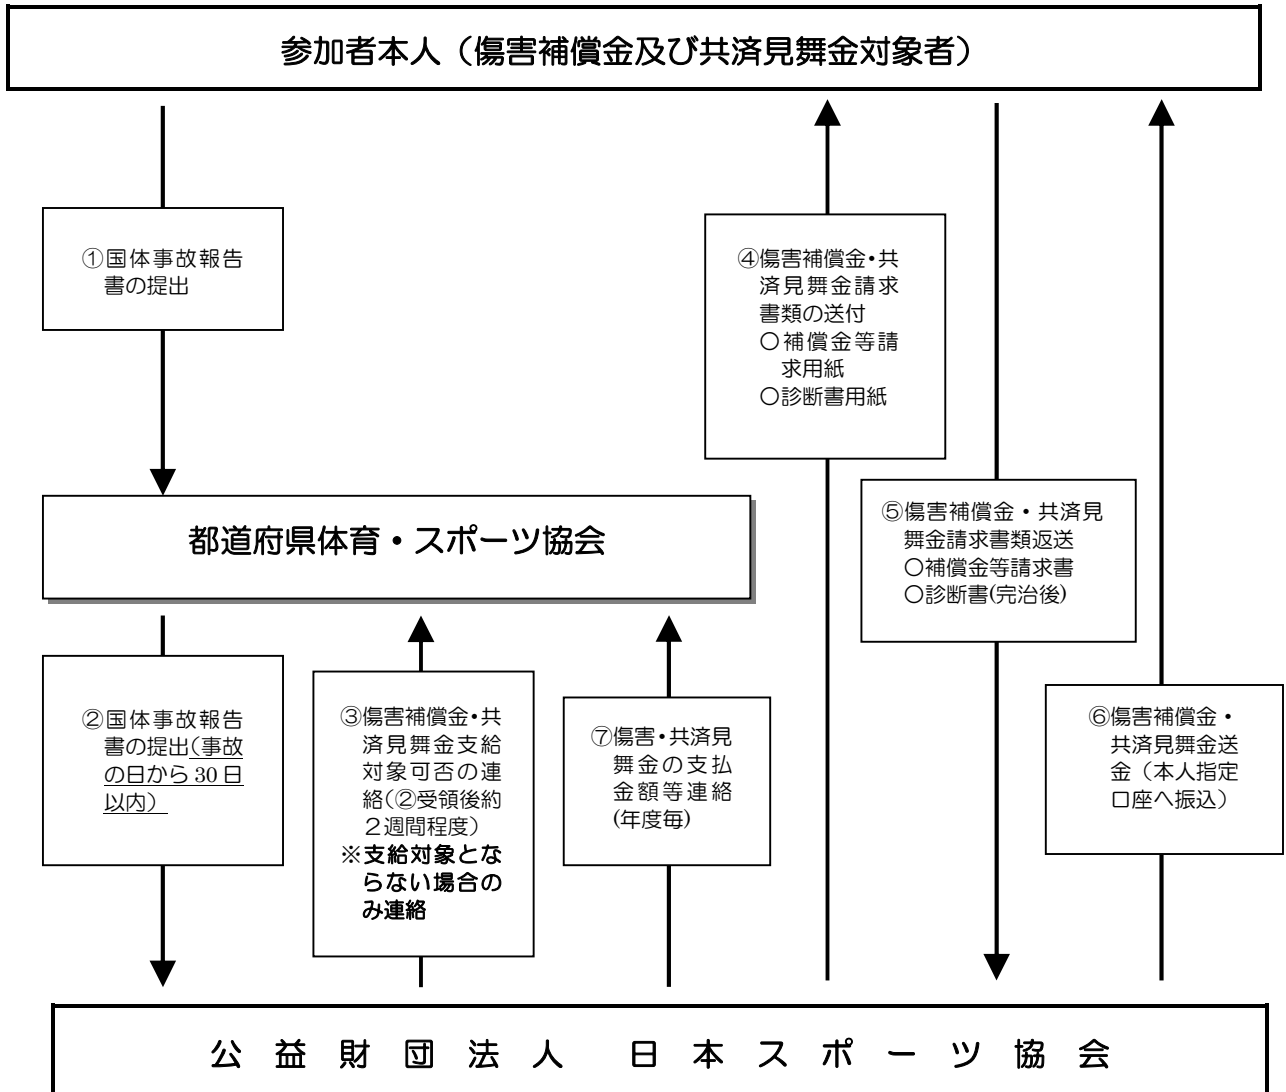 参加者本人（傷害補償金及び共済見舞金対象者）
①国体事故報告
書の提出
④傷害補償金・共
済見舞金請求
書類の送付
○補償金等請
求用紙
○診断書用紙
都道府県体育・スポーツ協会
⑤傷害補償金・共済見
舞金請求書類返送
○補償金等請求書
○診断書(完治後)
②国体事故報告
書の提出（事故
の日から30日
以内）
③傷害補償金・共
済見舞金支給
対象可否の連
絡（②受領後約
２週間程度）
※支給対象とな
らない場合の
み連絡
⑦傷害・共済見
舞金の支払
金額等連絡
(年度毎)
⑥傷害補償金・
共済見舞金送
金（本人指定
口座へ振込）
公益財団法人　日本スポーツ協会